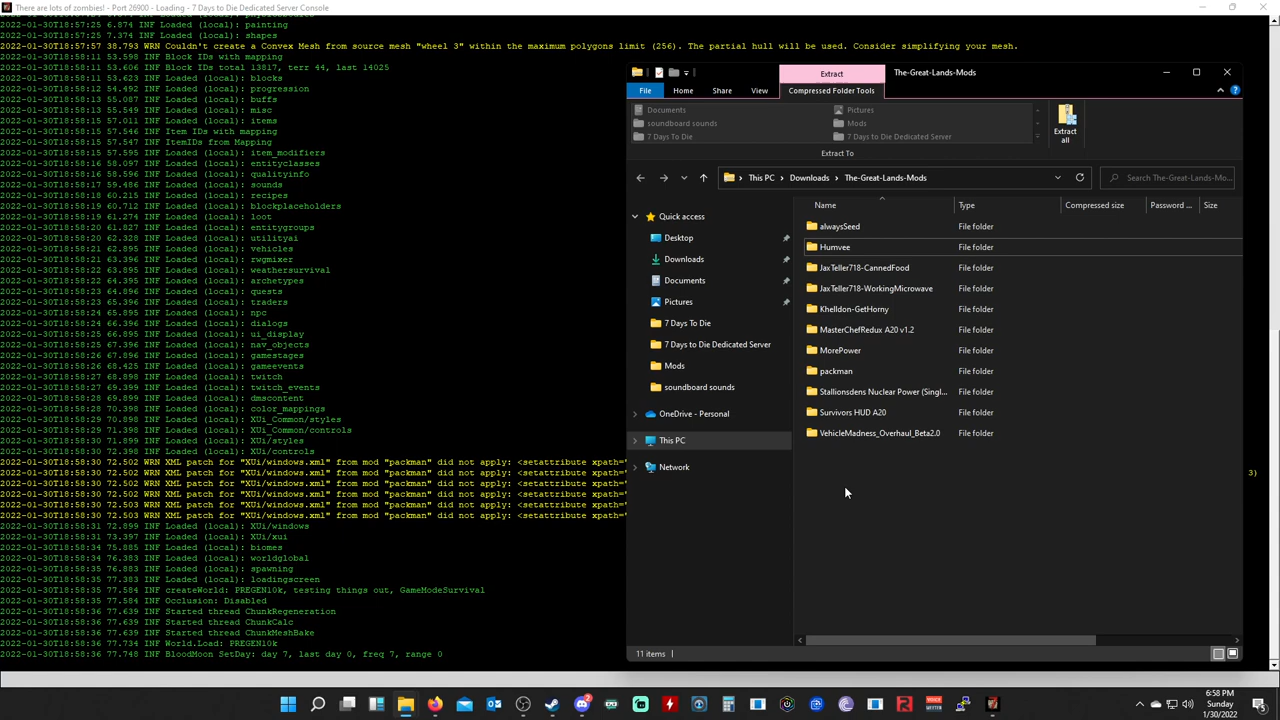 There are lots of zombies! - Port 26900 - Loading - 7 Days to Die Dedicated Server Console
2022-01-30T18:57:25 6.874 INF Loaded (local): painting
2022-01-30T18:57:25 7.374 INF Loaded (local): shapes
2022-01-30T18:57:57 38.793 WRN Couldn't create a Convex Mesh from source mesh "wheel 3" within the maximum polygons limit (256). The partial hull will be used. Consider simplifying your mesh.
2022-01-30T18:58:11 53.598 INF Block IDs with mapping
2022-01-30T18:58:11 53.598 INF Block IDs total 13817, terr 44, last 14025
2022-01-30T18:58:11 53.623 INF Loaded (local): blocks
2022-01-30T18:58:12 54.492 INF Loaded (local): progression
2022-01-30T18:58:13 55.087 INF Loaded (local): buffs
2022-01-30T18:58:13 55.549 INF Loaded (local): misc
2022-01-30T18:58:15 57.011 INF Loaded (local): items
2022-01-30T18:58:15 57.546 INF Item IDs with mapping
2022-01-30T18:58:15 57.547 INF ItemIDs from Mapping
2022-01-30T18:58:15 57.595 INF Loaded (local): item_modifiers
2022-01-30T18:58:16 58.097 INF Loaded (local): entityclasses
2022-01-30T18:58:16 58.596 INF Loaded (local): qualityinfo
2022-01-30T18:58:17 59.486 INF Loaded (local): sounds
2022-01-30T18:58:18 60.215 INF Loaded (local): recipes
2022-01-30T18:58:19 60.712 INF Loaded (local): blockplaceholders
2022-01-30T18:58:19 61.274 INF Loaded (local): loot
2022-01-30T18:58:20 61.827 INF Loaded (local): entitygroups
2022-01-30T18:58:20 62.328 INF Loaded (local): utilityai
2022-01-30T18:58:21 62.895 INF Loaded (local): vehicles
2022-01-30T18:58:21 63.396 INF Loaded (local): rwgmixer
2022-01-30T18:58:22 63.897 INF Loaded (local): weathersurvival
2022-01-30T18:58:22 64.396 INF Loaded (local): archetypes
2022-01-30T18:58:23 64.896 INF Loaded (local): quests
2022-01-30T18:58:23 65.396 INF Loaded (local): traders
2022-01-30T18:58:24 65.895 INF Loaded (local): npc
2022-01-30T18:58:24 66.396 INF Loaded (local): dialogs
2022-01-30T18:58:25 66.895 INF Loaded (local): ui_display
2022-01-30T18:58:25 67.396 INF Loaded (local): nav_objects
2022-01-30T18:58:26 67.898 INF Loaded (local): gamestages
2022-01-30T18:58:26 68.425 INF Loaded (local): gameevents
2022-01-30T18:58:27 68.898 INF Loaded (local): twitch
2022-01-30T18:58:27 69.399 INF Loaded (local): twitch_events
2022-01-30T18:58:28 69.899 INF Loaded (local): dmscontent
2022-01-30T18:58:28 70.398 INF Loaded (local): color_mappings
2022-01-30T18:58:29 70.898 INF Loaded (local): XUi_Common/styles
2022-01-30T18:58:29 71.400 INF Loaded (local): XUi_Common/controls
2022-01-30T18:58:30 71.899 INF Loaded (local): XUi/styles
2022-01-30T18:58:30 72.398 INF Loaded (local): XUi/controls
2022-01-30T18:58:30 72.502 WRN XML patch for "XUi/windows.xml" from mod "packman" did not apply: <setattribute xpath="
2022-01-30T18:58:30 72.502 WRN XML patch for "XUi/windows.xml" from mod "packman" did not apply: <setattribute xpath=" 3)
2022-01-30T18:58:30 72.502 WRN XML patch for "XUi/windows.xml" from mod "packman" did not apply: <setattribute xpath="
2022-01-30T18:58:30 72.502 WRN XML patch for "XUi/windows.xml" from mod "packman" did not apply: <setattribute xpath="
2022-01-30T18:58:30 72.503 WRN XML patch for "XUi/windows.xml" from mod "packman" did not apply: <setattribute xpath="
2022-01-30T18:58:30 72.503 WRN XML patch for "XUi/windows.xml" from mod "packman" did not apply: <setattribute xpath="
2022-01-30T18:58:31 72.899 INF Loaded (local): XUi/windows
2022-01-30T18:58:31 73.397 INF Loaded (local): XUi/xui
2022-01-30T18:58:34 75.885 INF Loaded (local): biomes
2022-01-30T18:58:34 76.383 INF Loaded (local): worldglobal
2022-01-30T18:58:35 76.883 INF Loaded (local): spawning
2022-01-30T18:58:35 77.383 INF Loaded (local): loadingscreen
2022-01-30T18:58:35 77.584 INF createWorld: PREGEN10k, testing things out, GameModeSurvival
2022-01-30T18:58:35 77.584 INF Occlusion: Disabled
2022-01-30T18:58:36 77.639 INF Started thread ChunkRegeneration
2022-01-30T18:58:36 77.639 INF Started thread ChunkCalc
2022-01-30T18:58:36 77.639 INF Started thread ChunkMeshBake
2022-01-30T18:58:36 77.734 INF World.Load: PREGEN10k
2022-01-30T18:58:36 77.748 INF BloodMoon SetDay: day 7, last day 0, freq 7, range 0
Extract
The-Great-Lands-Mods
File Home Share View Compressed Folder Tools
Documents Pictures
soundboard sounds Mods
7 Days To Die 7 Days to Die Dedicated Server
Extract all
Extract To
This PC Downloads The-Great-Lands-Mods
Search The-Great-Lands-Mo...
Name Type Compressed size Password ... Size
Quick access
Desktop
Downloads
Documents
Pictures
7 Days To Die
7 Days to Die Dedicated Server
Mods
soundboard sounds
OneDrive - Personal
This PC
Network
alwaysSeed File folder
Humvee File folder
JaxTeller718-CannedFood File folder
JaxTeller718-WorkingMicrowave File folder
Khelldon-GetHorny File folder
MasterChefRedux A20 v1.2 File folder
MorePower File folder
packman File folder
Stallionsdens Nuclear Power (Singl... File folder
Survivors HUD A20 File folder
VehicleMadness_Overhaul_Beta2.0 File folder
11 items
6:58 PM
Sunday
1/30/2022